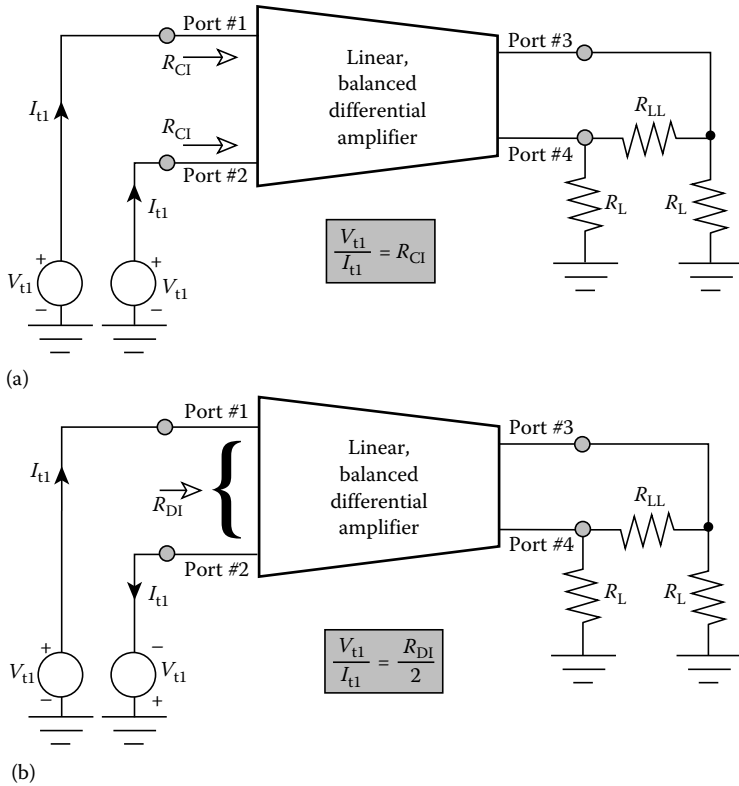 Port #1
Port #3
R_CI
Linear,
balanced
differential
amplifier
R_LL
I_t1
R_CI
Port #4
Port #2
I_t1
R_L
R_L
V_t1/I_t1 = R_CI
+
+
V_t1
V_t1
−
−
(a)
Port #1
Port #3
I_t1
Linear,
balanced
differential
amplifier
{
R_DI
R_LL
Port #4
Port #2
I_t1
R_L
R_L
V_t1/I_t1 = R_DI/2
+
−
V_t1
V_t1
−
+
(b)